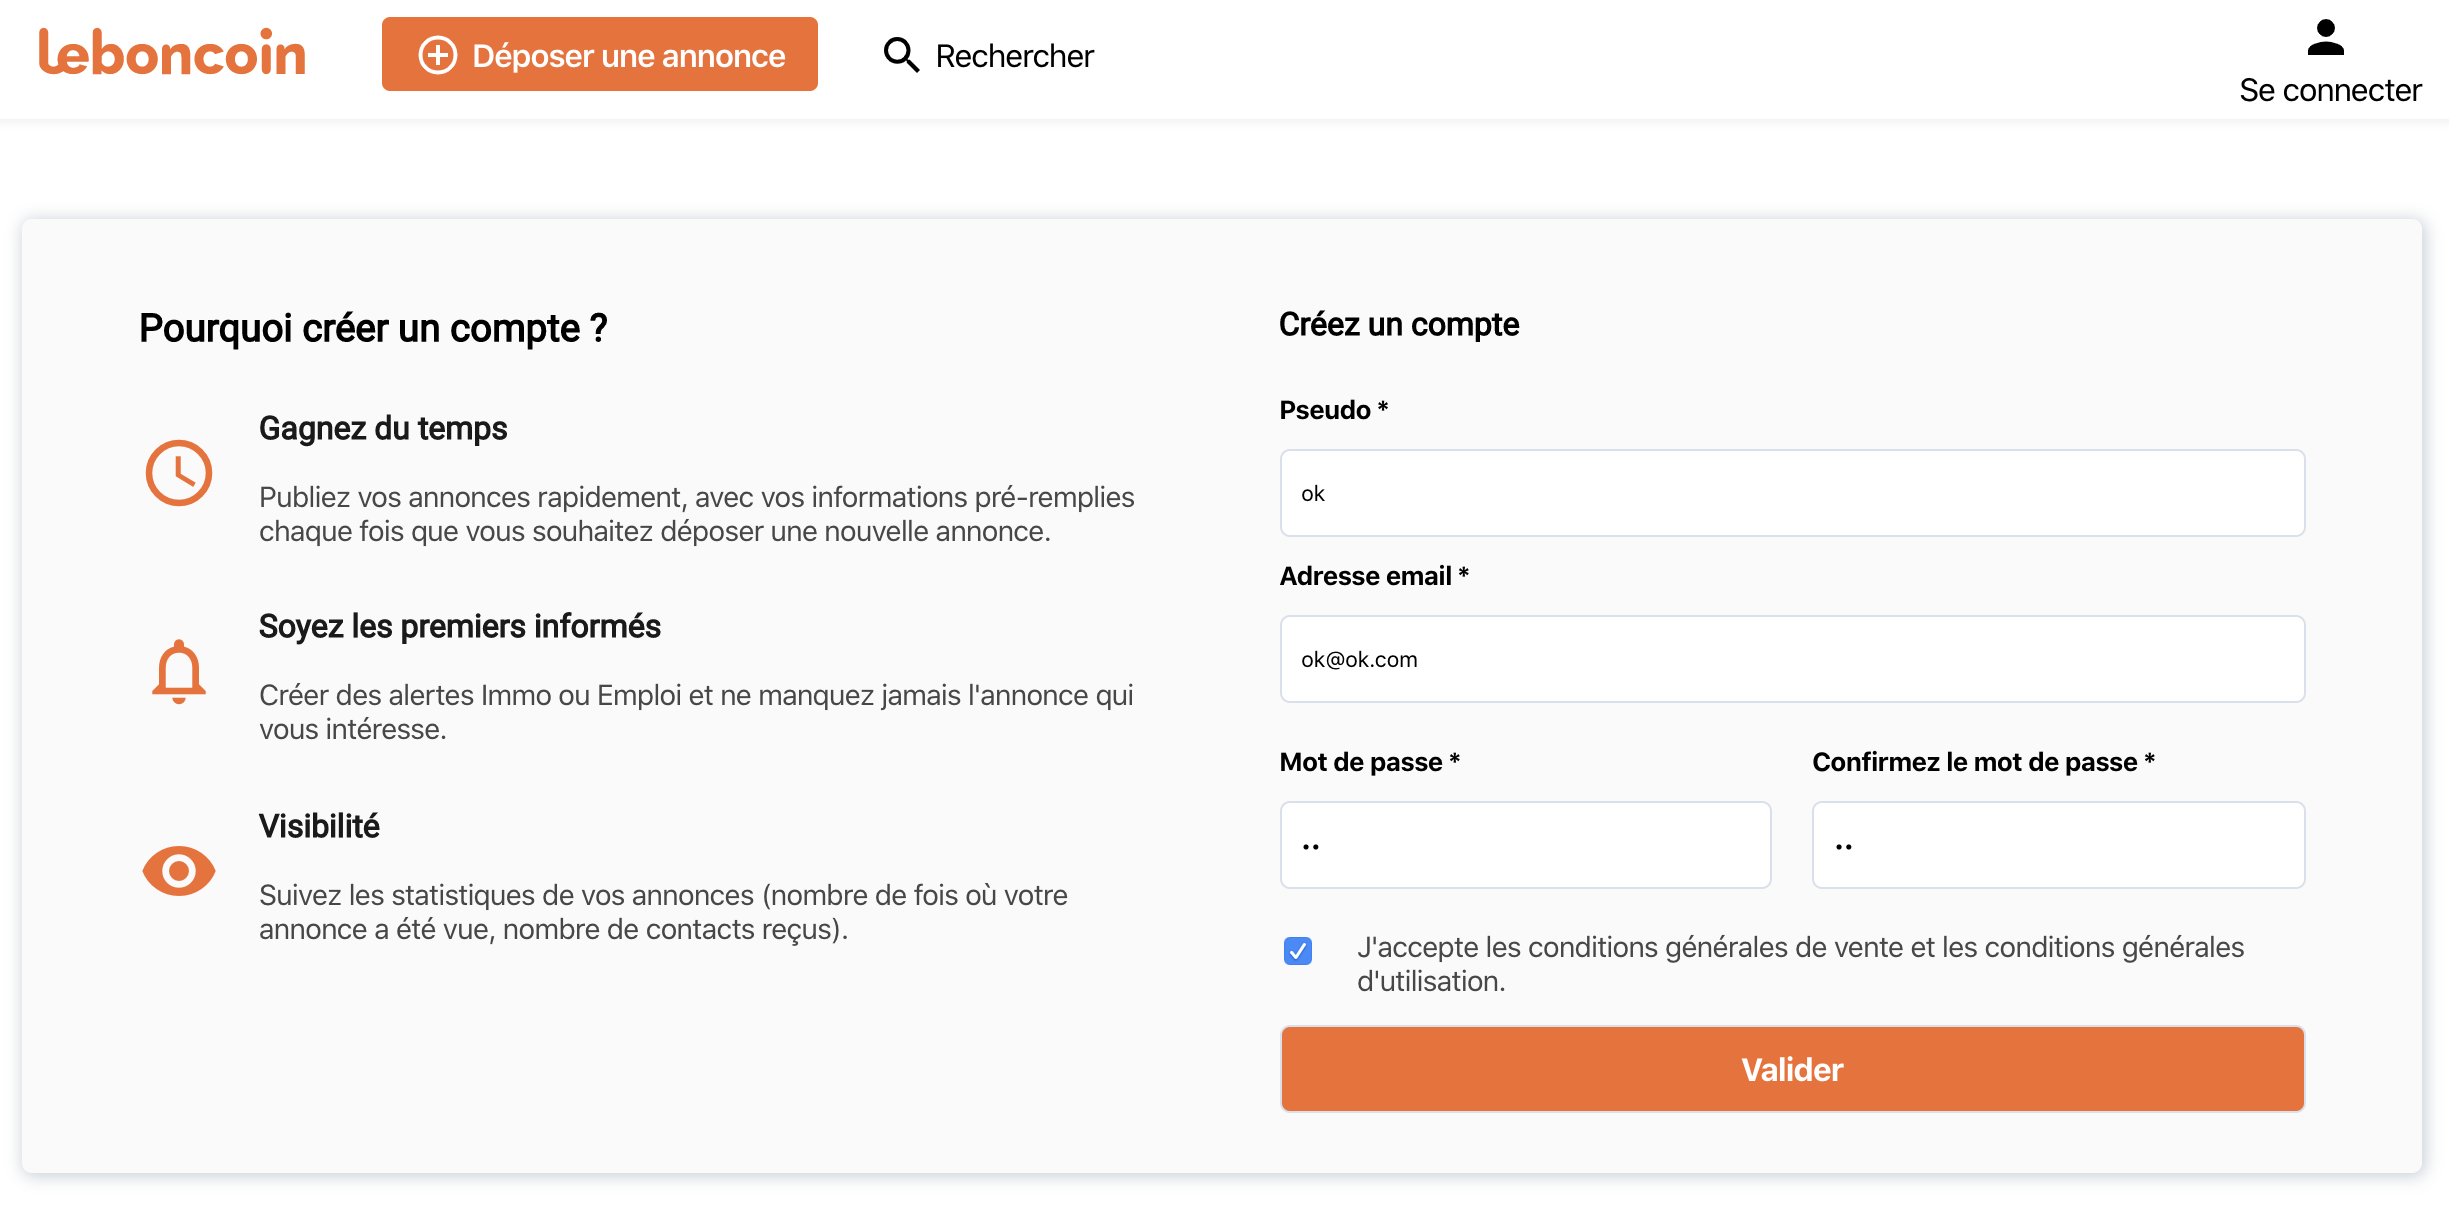 leboncoin
Déposer une annonce
Rechercher
Se connecter
Pourquoi créer un compte ?
Gagnez du temps
Publiez vos annonces rapidement, avec vos informations pré-remplies
chaque fois que vous souhaitez déposer une nouvelle annonce.
Soyez les premiers informés
Créer des alertes Immo ou Emploi et ne manquez jamais l'annonce qui
vous intéresse.
Visibilité
Suivez les statistiques de vos annonces (nombre de fois où votre
annonce a été vue, nombre de contacts reçus).
Créez un compte
Pseudo *
ok
Adresse email *
ok@ok.com
Mot de passe *
Confirmez le mot de passe *
••
••
J'accepte les conditions générales de vente et les conditions générales
d'utilisation.
Valider